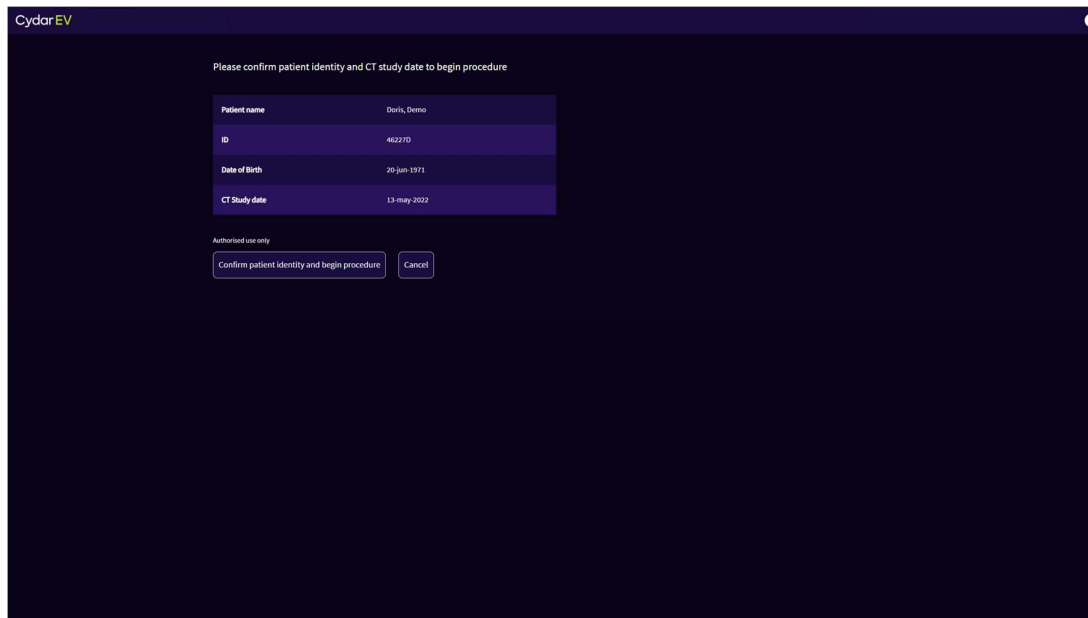 CydarEV
Please confirm patient identity and CT study date to begin procedure
Patient name Doris, Demo
ID 46227D
Date of Birth 20-jun-1971
CT Study date 13-may-2022
Authorised use only
Confirm patient identity and begin procedure Cancel